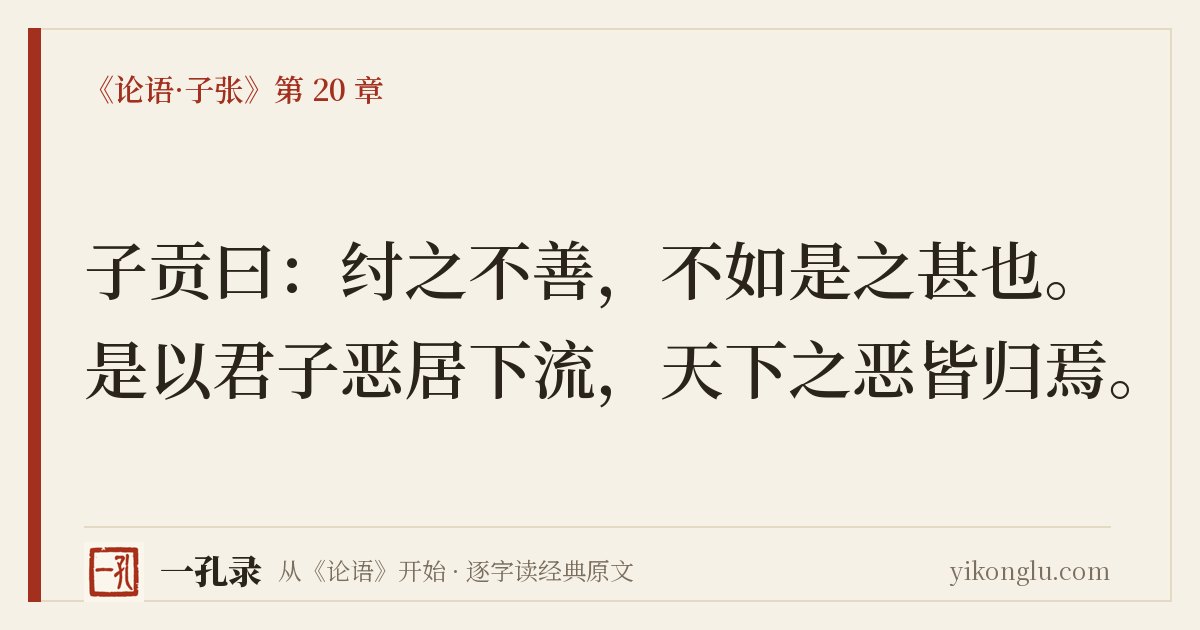 《论语·子张》第 20 章
子贡曰：纣之不善，不如是之甚也。
是以君子恶居下流，天下之恶皆归焉。
一孔
一孔录 从《论语》开始 · 逐字读经典原文 yikonglu.com